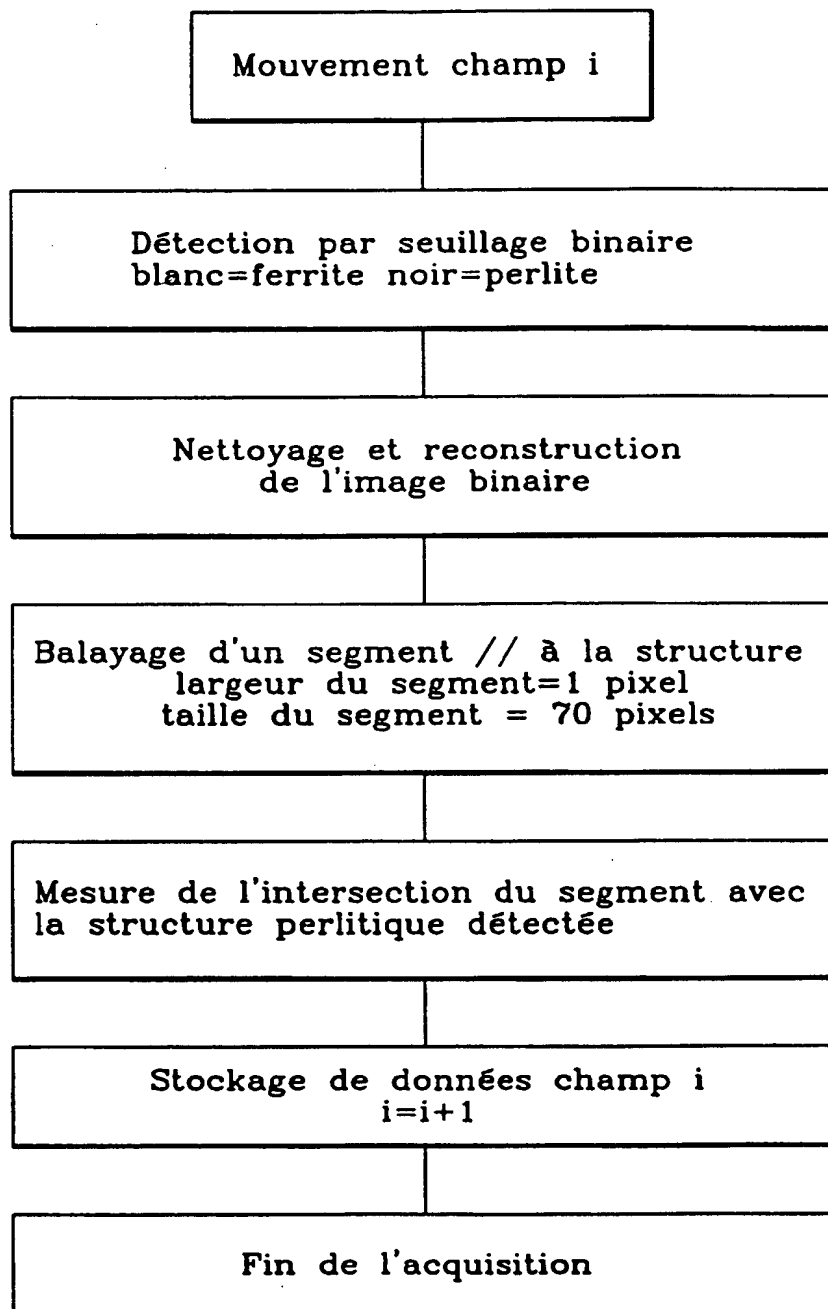 Mouvement champ i
Détection par seuillage binaire
blanc=ferrite noir=perlite
Nettoyage et reconstruction
de l'image binaire
Balayage d'un segment // à la structure
largeur du segment=1 pixel
taille du segment = 70 pixels
Mesure de l'intersection du segment avec
la structure perlitique détectée
Stockage de données champ i
i=i+1
Fin de l'acquisition